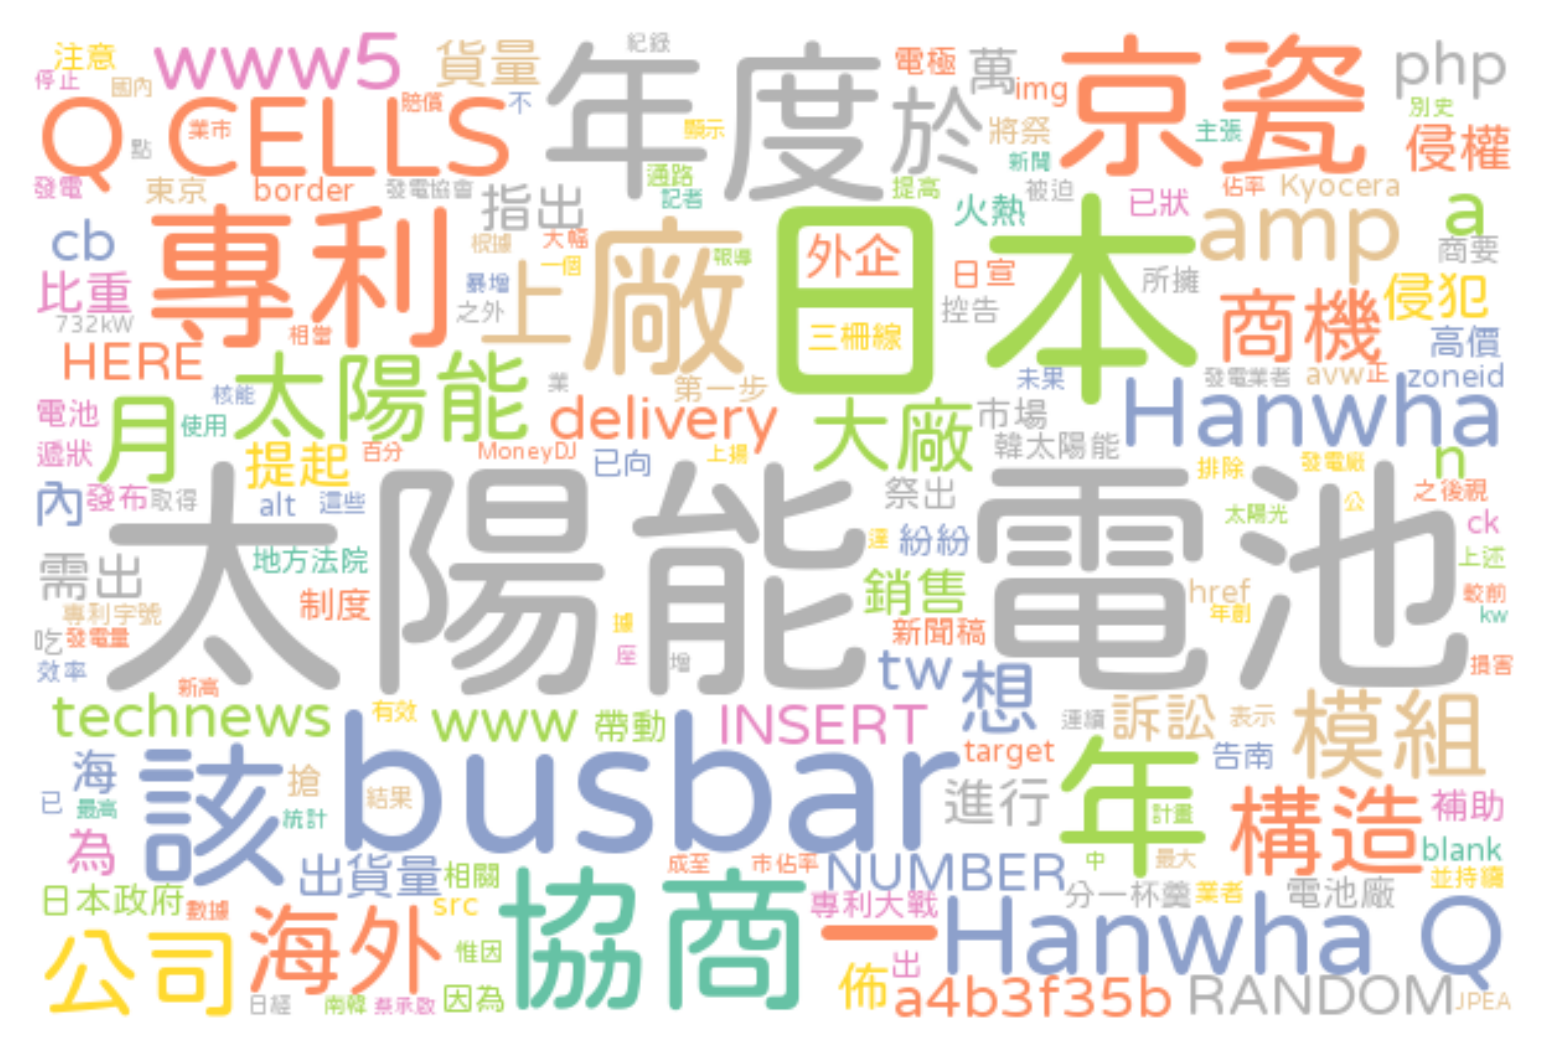 紀錄
注意
www5
貨量
年度
電極
萬
京瓷
php
停止
國內
賠償
不
img
別史
Q CELLS
業市
顯示
於
將祭
主張
侵權
點
通路
新聞
發電
東京
border
發電協會
指出
記者
提高
被迫
已狀
佔率
Kyocera
a
cb
專利
大幅
上
廠
報導
日本
外企
火熱
amp
商要
一個
日宣
所擁
比重
暴增
之外
三柵線
控告
商機
侵犯
732kW
相當
高價
HERE
太陽能
核能
業
第一步
未果
發電業者
avw
正
zoneid
電池
月
使用
delivery
大廠
市場
Hanwha
遞狀
提起
百分
MoneyDJ
已向
上揚
韓太陽能
排除
發電廠
n
內
發布
取得
alt
這些
太陽能電池
祭出
太陽光
公
之後視
ck
需出
地方法院
紛紛
上述
專利字號
制度
銷售
href
年創
較前
kw
吃
發電量
據
新聞稿
效率
座
增
tw
想
損害
新高
technews
有效
www
帶動
INSERT
連續
訴訟
表示
模組
海
該
搶
busbar
target
告南
已
最高
結果
進行
年
計畫
構造
補助
統計
為
成至
市佔率
NUMBER
中
最大
blank
出貨量
相關
分一杯羹
業者
電池廠
並持續
日本政府
數據
src
協商
專利大戰
一
Hanwha Q
公司
海外
惟因
出
日經
南韓
蔡承啟
因為
佈
a4b3f35b
RANDOM
JPEA